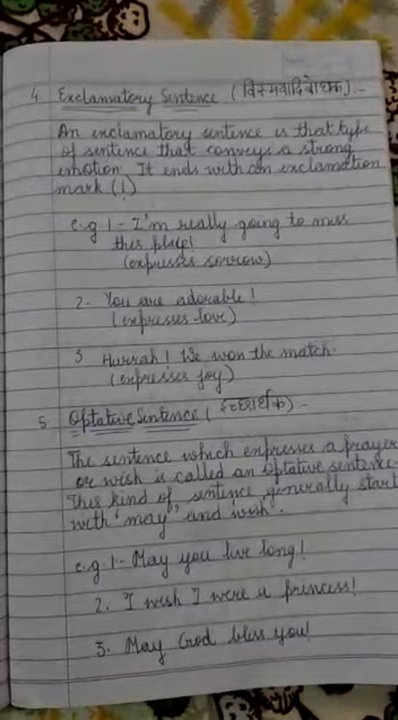 4. Exclamatory Sentence (विस्मयादिबोधक) -
An exclamatory sentence is that type
of sentence that conveys a strong
emotion. It ends with an exclamation
mark (!)
e.g 1 - I'm really going to miss
this place!
(expresses sorrow)
2. You are adorable!
(expresses love)
3 Hurrah! We won the match.
(expresses joy)
5. Optative Sentence (इच्छार्थक) -
The sentence which expresses a prayer
or wish is called an Optative sentence.
This kind of sentence generally start
with "may" and wish.
e.g. 1 - May you live long!
2. I wish I were a princess!
3. May God bless you!